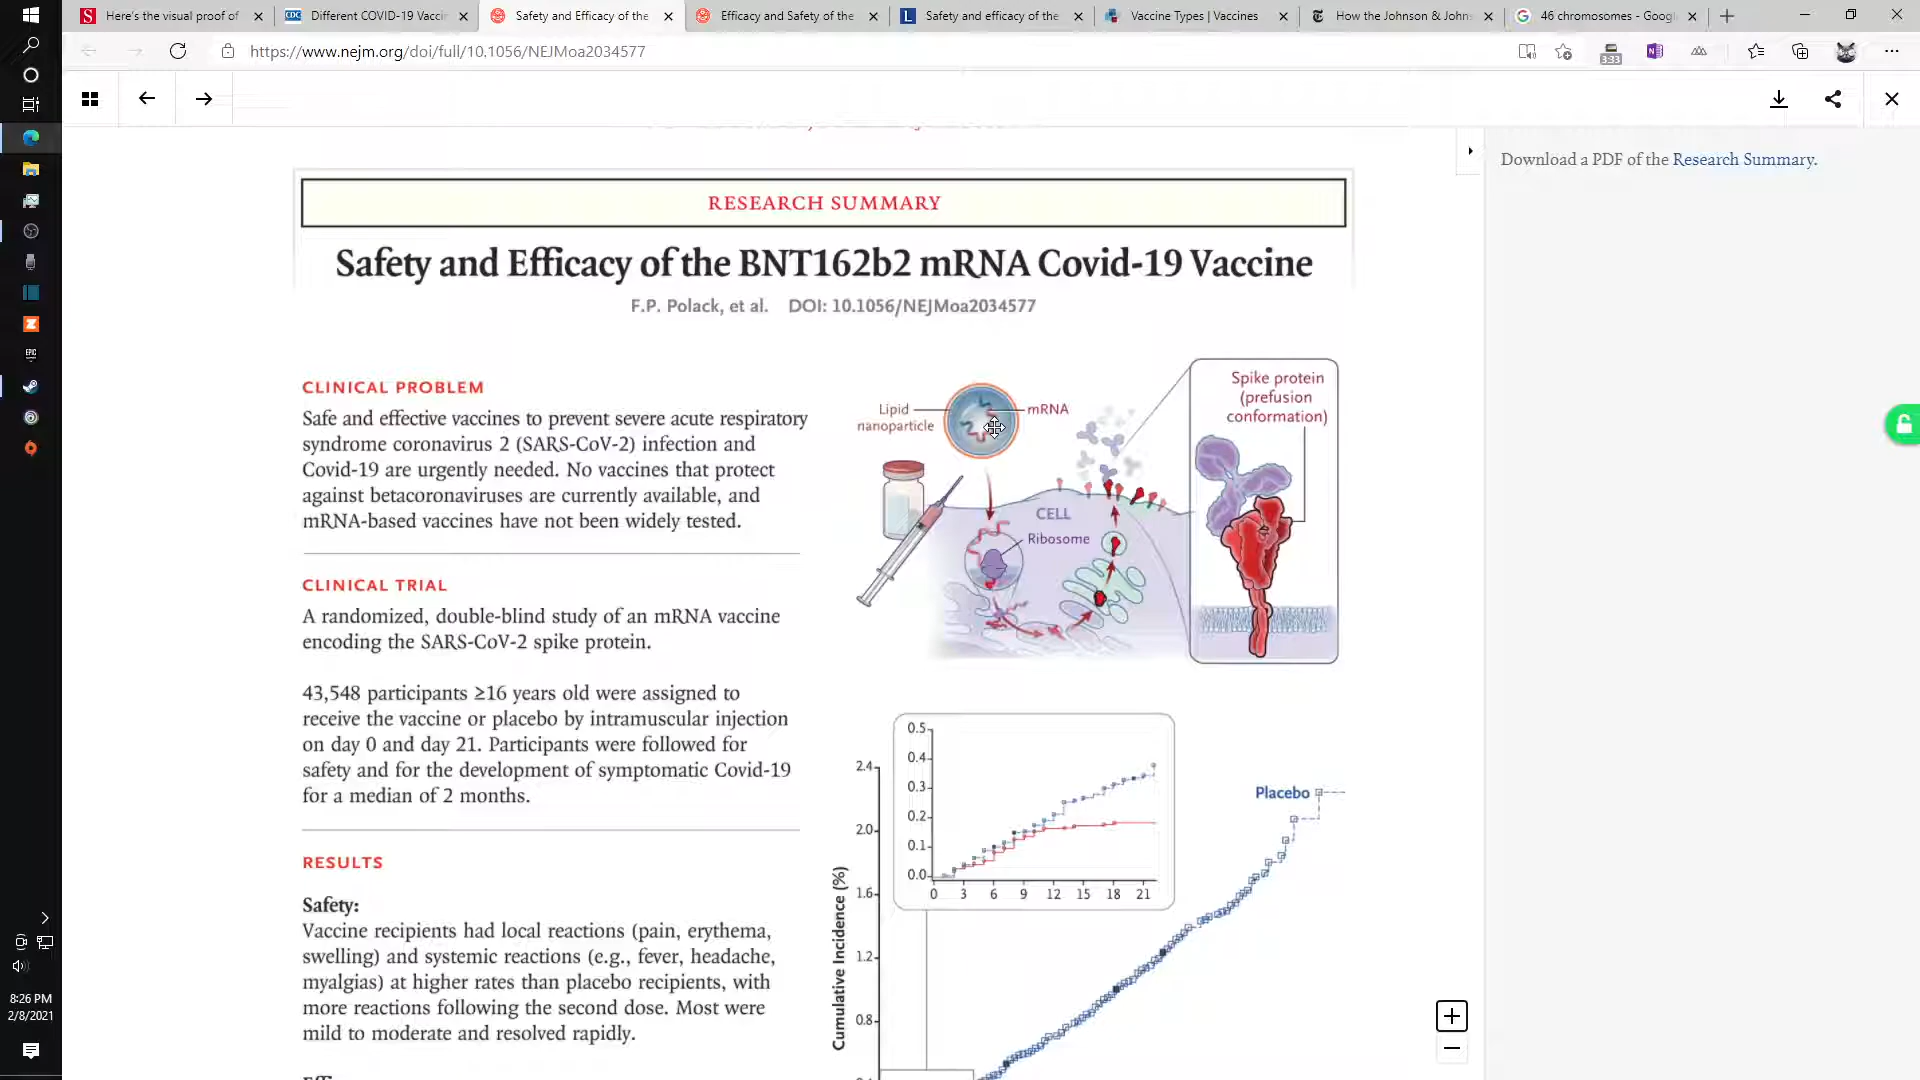 Here's the visual proof of
CDC
Different COVID-19 Vaccin
Safety and Efficacy of the
Efficacy and Safety of the
Safety and efficacy of the
Vaccine Types | Vaccines
How the Johnson & Johns
46 chromosomes - Googl
https://www.nejm.org/doi/full/10.1056/NEJMoa2034577
3:33
Download a PDF of the Research Summary.
RESEARCH SUMMARY
Safety and Efficacy of the BNT162b2 mRNA Covid-19 Vaccine
F.P. Polack, et al. DOI: 10.1056/NEJMoa2034577
CLINICAL PROBLEM
Safe and effective vaccines to prevent severe acute respiratory
syndrome coronavirus 2 (SARS-CoV-2) infection and
Covid-19 are urgently needed. No vaccines that protect
against betacoronaviruses are currently available, and
mRNA-based vaccines have not been widely tested.
CLINICAL TRIAL
A randomized, double-blind study of an mRNA vaccine
encoding the SARS-CoV-2 spike protein.
43,548 participants ≥16 years old were assigned to
receive the vaccine or placebo by intramuscular injection
on day 0 and day 21. Participants were followed for
safety and for the development of symptomatic Covid-19
for a median of 2 months.
RESULTS
Safety:
Vaccine recipients had local reactions (pain, erythema,
swelling) and systemic reactions (e.g., fever, headache,
myalgias) at higher rates than placebo recipients, with
more reactions following the second dose. Most were
mild to moderate and resolved rapidly.
Lipid
nanoparticle
mRNA
Spike protein
(prefusion
conformation)
CELL
Ribosome
0.5
0.4
0.3
0.2
0.1
0.0
0 3 6 9 12 15 18 21
2.4
2.0
1.6
1.2
0.8
Cumulative Incidence (%)
Placebo
EPIC
8:26 PM
2/8/2021